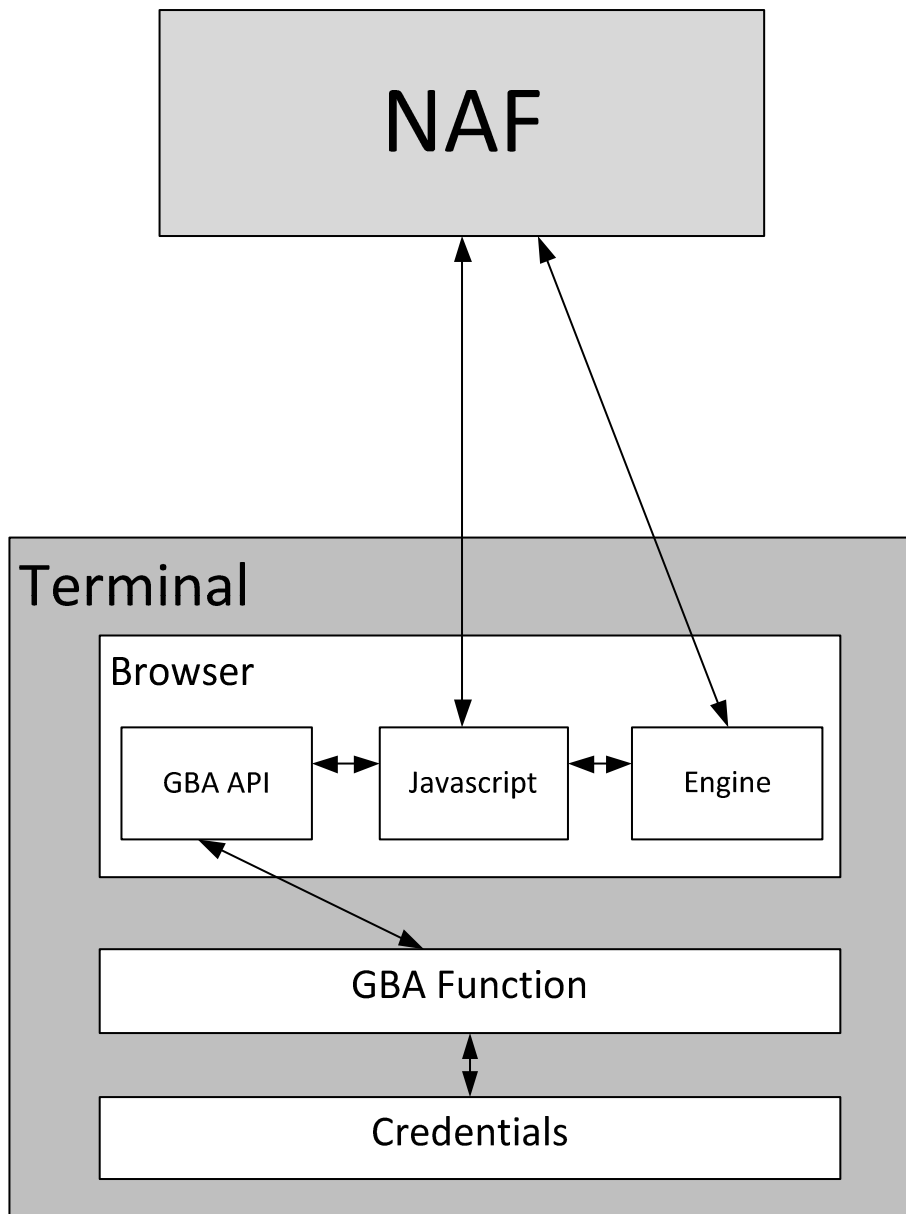 NAF
Terminal
Browser
GBA API
Javascript
Engine
GBA Function
Credentials